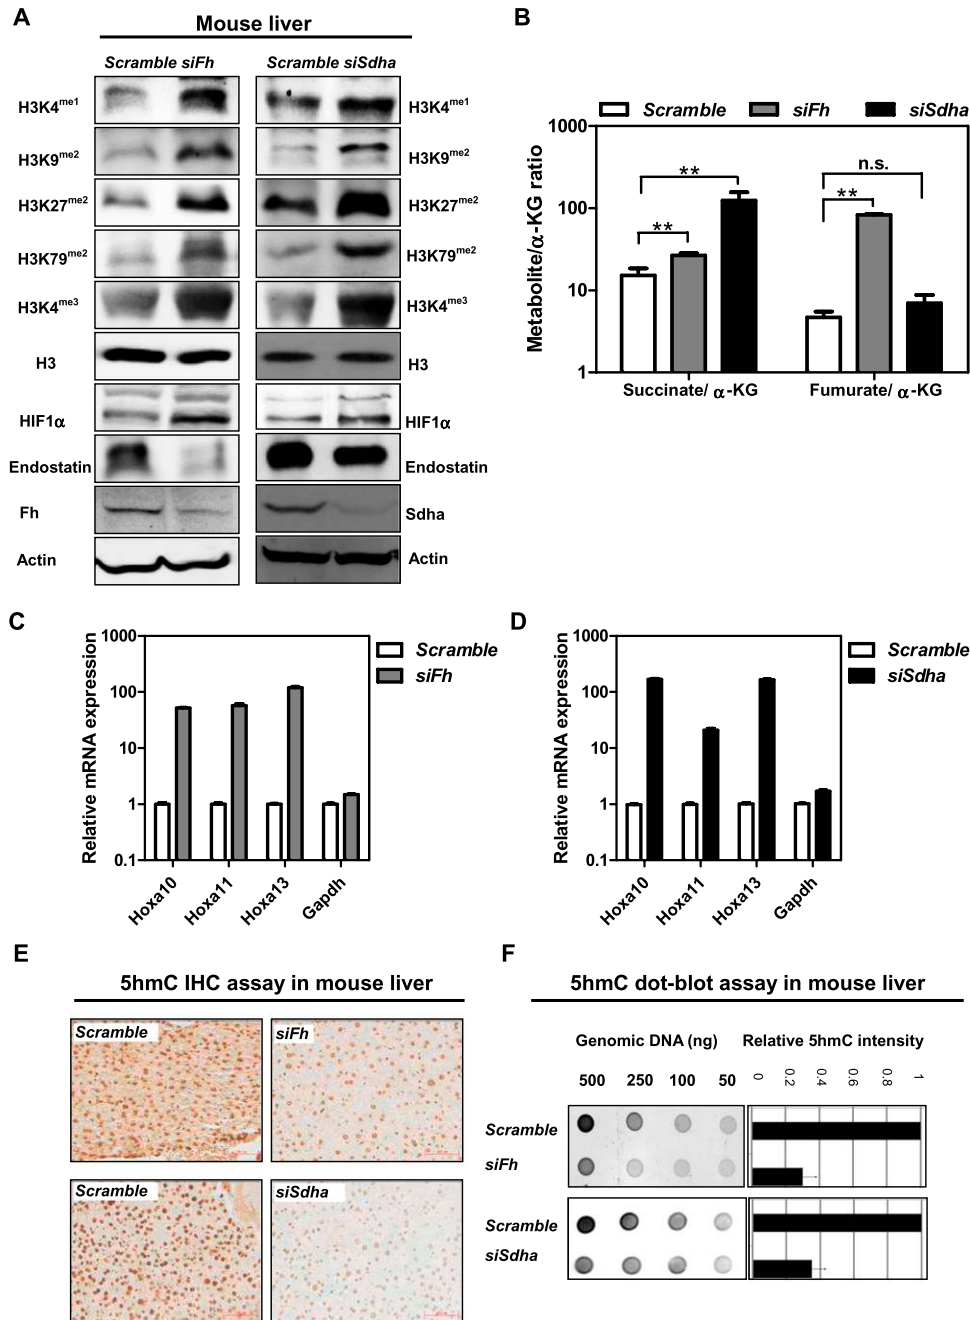 A
Mouse liver
Scramble siFh
Scramble siSdha
H3K4me1
H3K4me1
H3K9me2
H3K9me2
H3K27me2
H3K27me2
H3K79me2
H3K79me2
H3K4me3
H3K4me3
H3
H3
HIF1α
HIF1α
Endostatin
Endostatin
Fh
Sdha
Actin
Actin
B
Scramble siFh siSdha
Metabolite/α-KG ratio
1000
100
10
1
**
**
n.s.
**
Succinate/ α-KG
Fumurate/ α-KG
C
Relative mRNA expression
1000
100
10
1
0.1
Scramble
siFh
Hoxa10
Hoxa11
Hoxa13
Gapdh
D
Relative mRNA expression
1000
100
10
1
0.1
Scramble
siSdha
Hoxa10
Hoxa11
Hoxa13
Gapdh
E
5hmC IHC assay in mouse liver
Scramble
siFh
Scramble
siSdha
F
5hmC dot-blot assay in mouse liver
Genomic DNA (ng)
Relative 5hmC intensity
500 250 100 50
0 0.2 0.4 0.6 0.8 1
Scramble
siFh
Scramble
siSdha